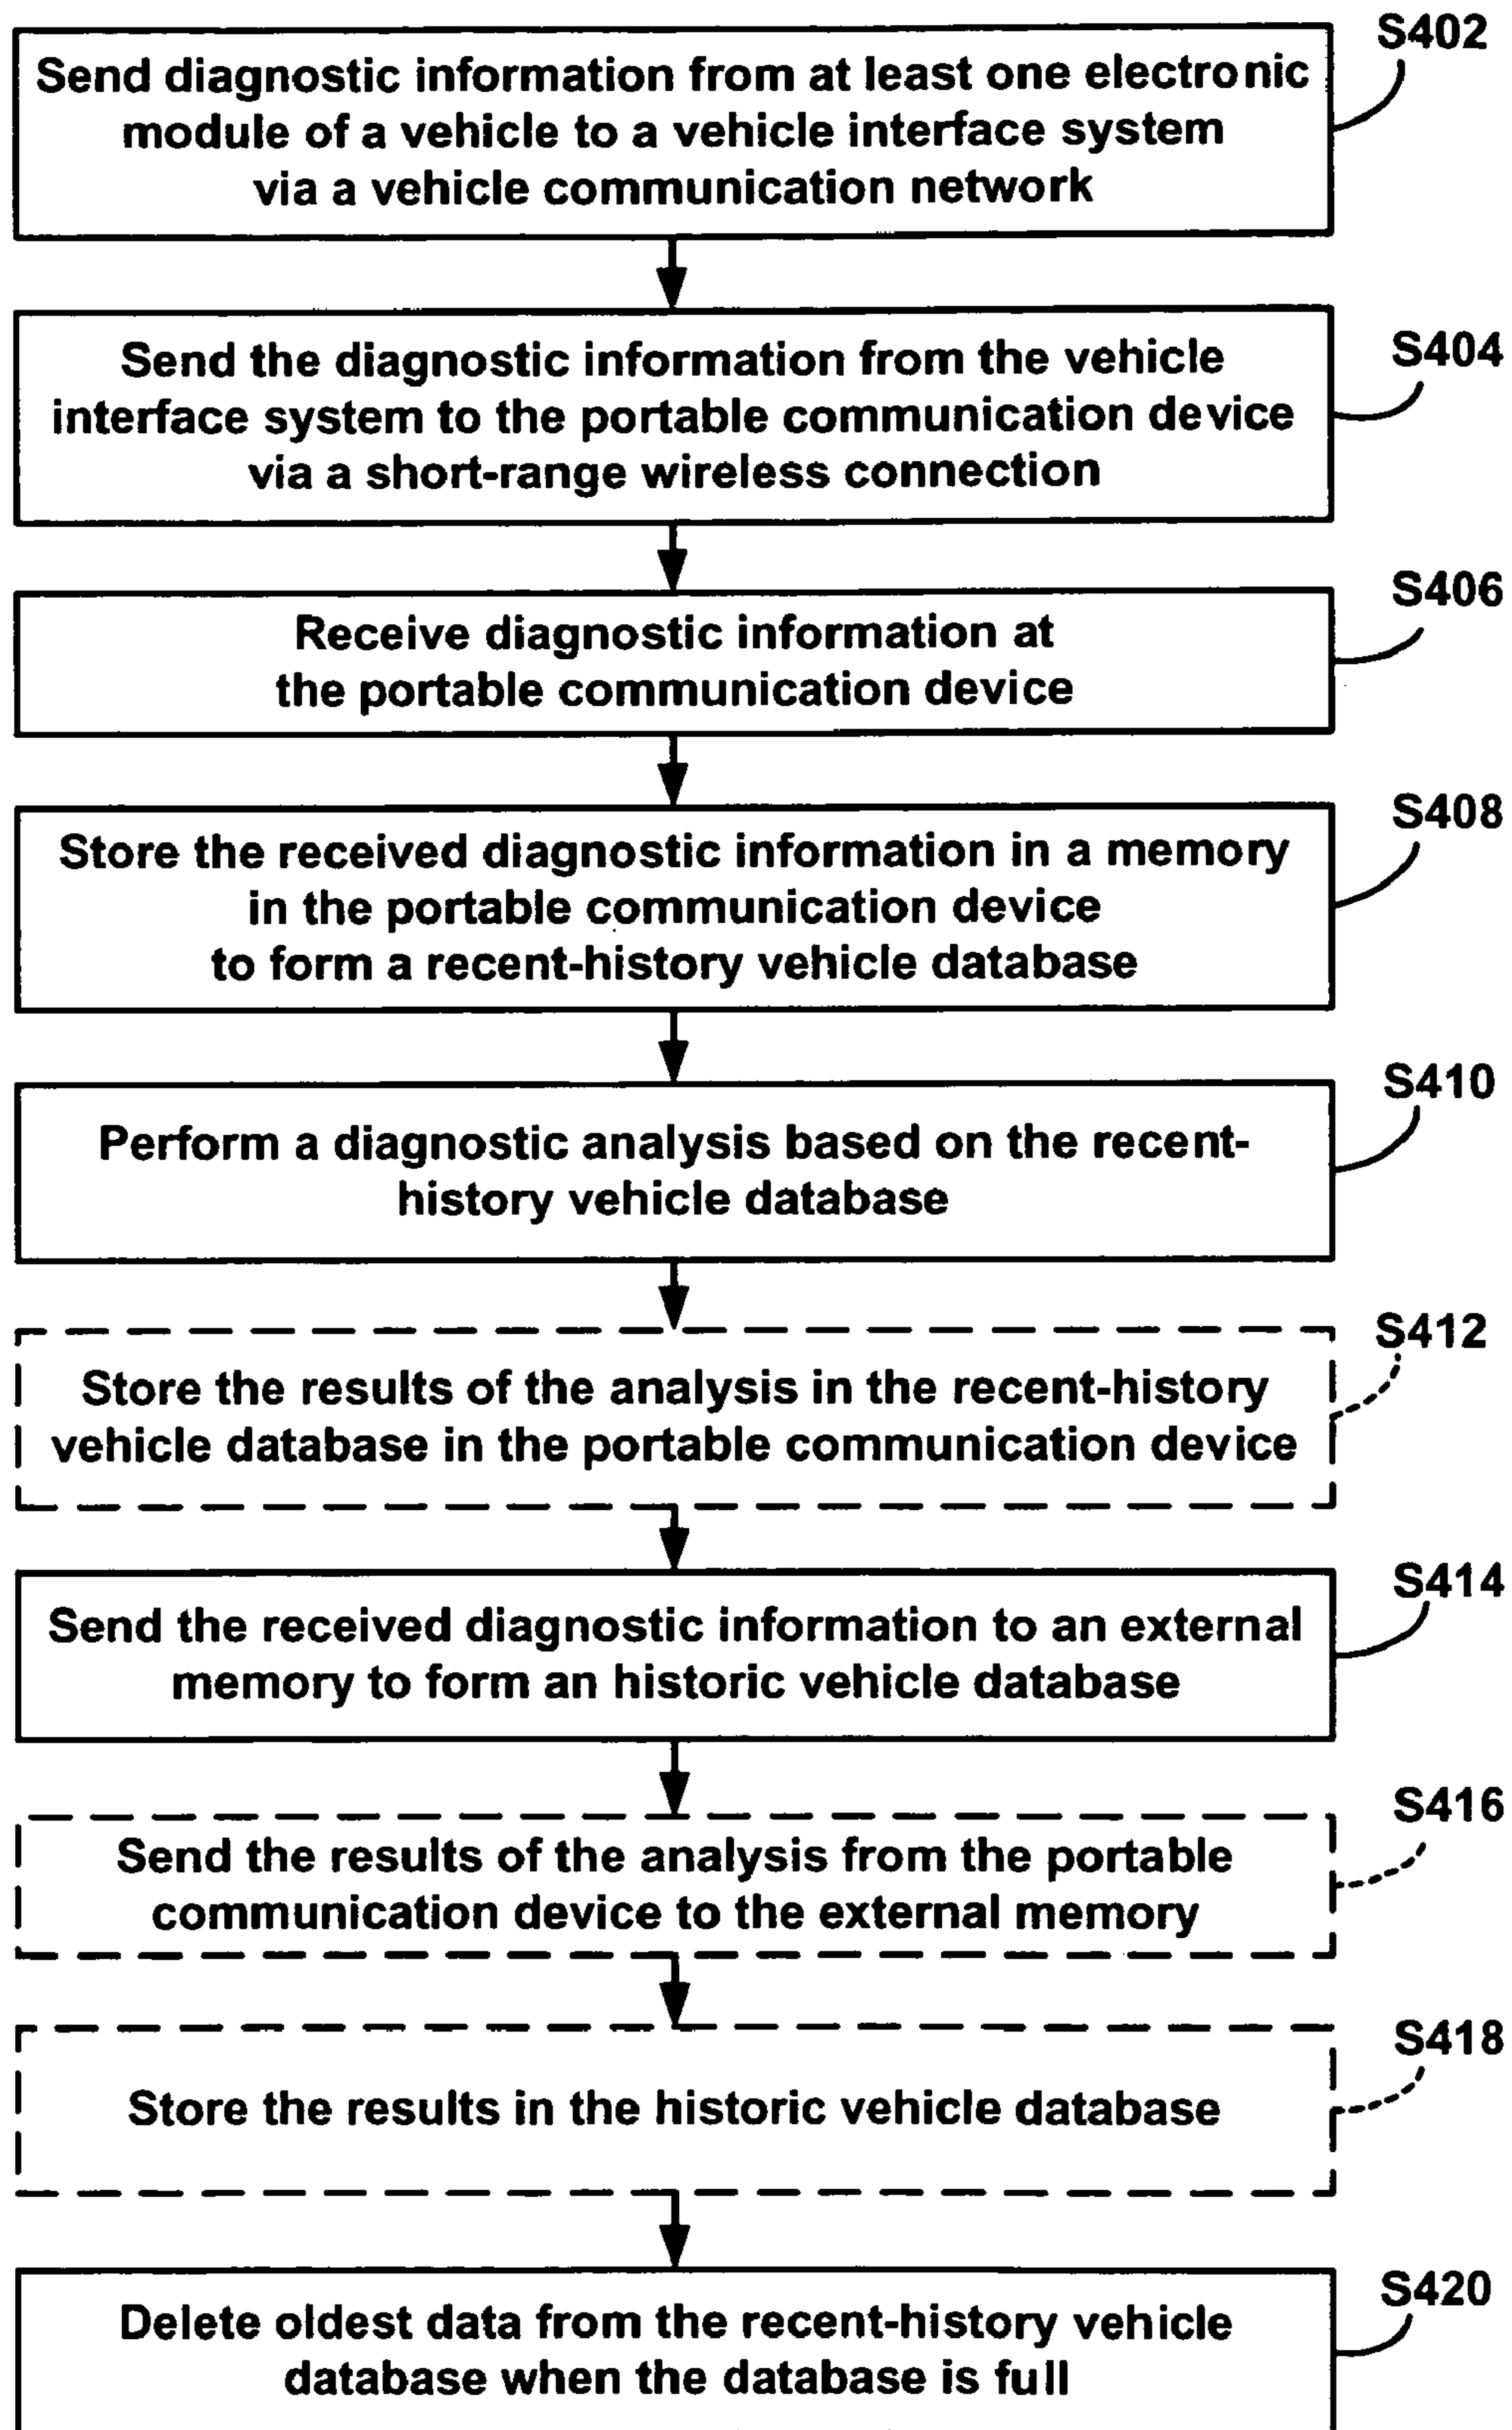 S402
Send diagnostic information from at least one electronic
module of a vehicle to a vehicle interface system
via a vehicle communication network
S404
Send the diagnostic information from the vehicle
interface system to the portable communication device
via a short-range wireless connection
S406
Receive diagnostic information at
the portable communication device
S408
Store the received diagnostic information in a memory
in the portable communication device
to form a recent-history vehicle database
S410
Perform a diagnostic analysis based on the recent-
history vehicle database
S412
Store the results of the analysis in the recent-history
vehicle database in the portable communication device
S414
Send the received diagnostic information to an external
memory to form an historic vehicle database
S416
Send the results of the analysis from the portable
communication device to the external memory
S418
Store the results in the historic vehicle database
S420
Delete oldest data from the recent-history vehicle
database when the database is full